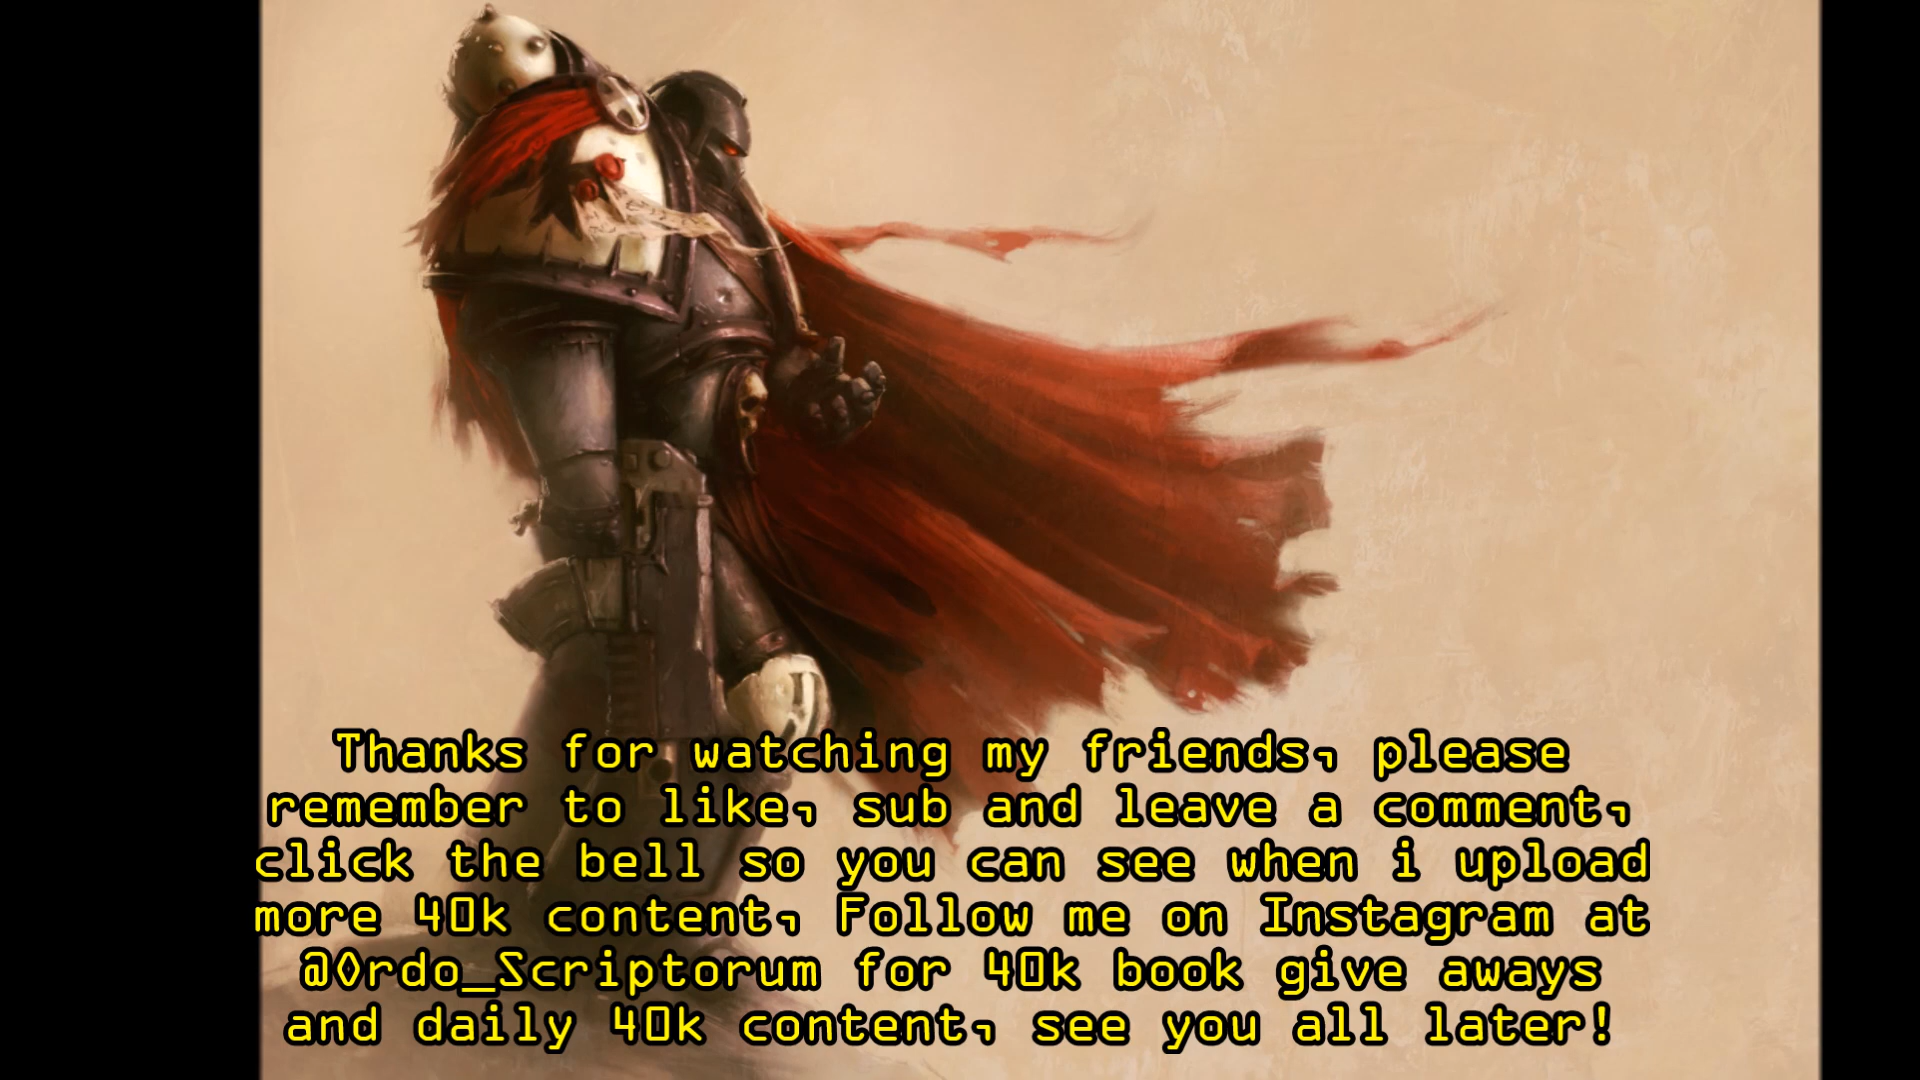 Thanks for watching my friends, please
remember to like, sub and leave a comment,
click the bell so you can see when i upload
more 40k content, Follow me on Instagram at
@Ordo_Scriptorum for 40k book give aways
and daily 40k content, see you all later!